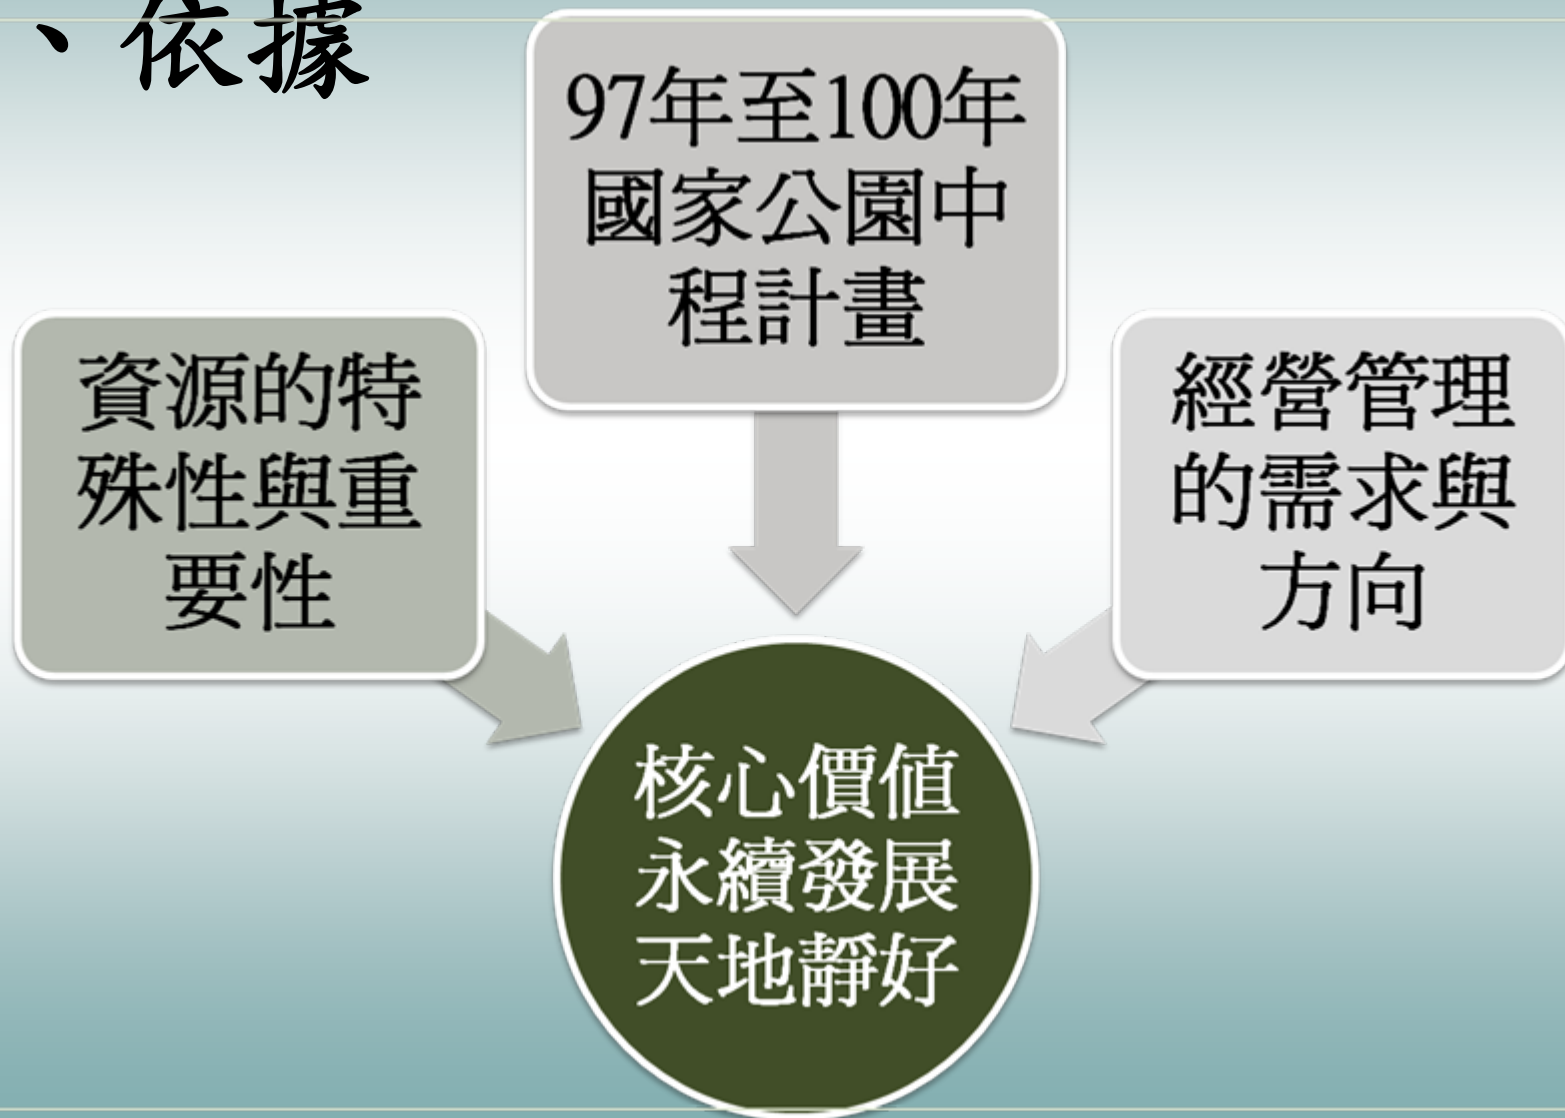 、依據
97年至100年
國家公園中
程計畫
資源的特
殊性與重
要性
經營管理
的需求與
方向
核心價值
永續發展
天地靜好